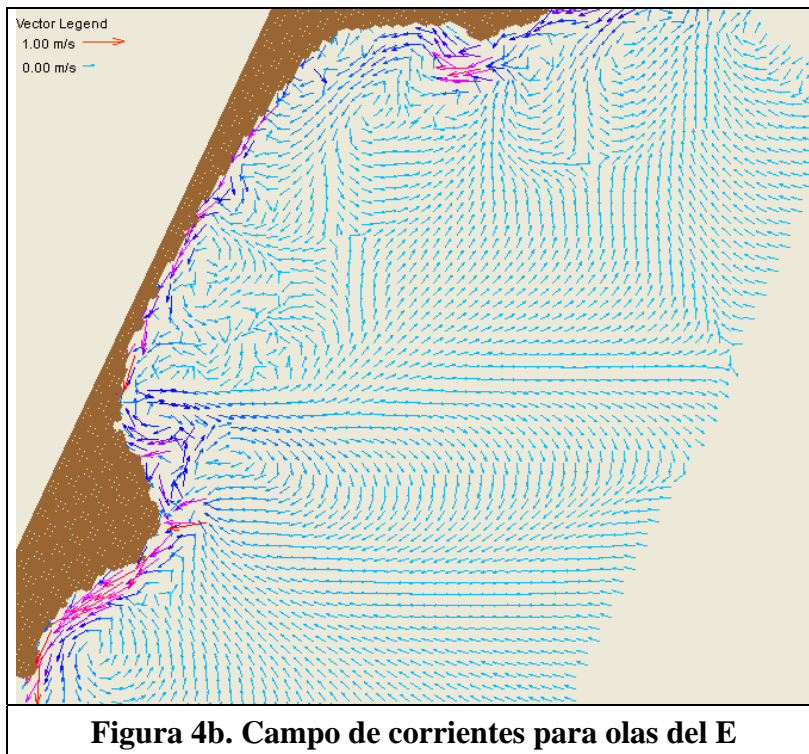 Vector Legend
1.00 m/s
0.00 m/s
Figura 4b. Campo de corrientes para olas del E